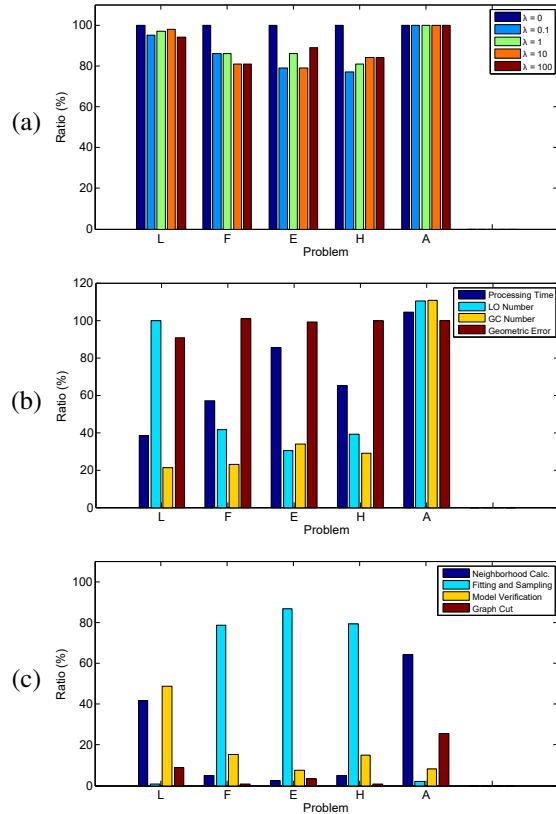 (a)
Ratio (%)
100
80
60
40
20
0
λ = 0
λ = 0.1
λ = 1
λ = 10
λ = 100
L F E H A
Problem
(b)
Ratio (%)
120
100
80
60
40
20
0
Processing Time
LO Number
GC Number
Geometric Error
L F E H A
Problem
(c)
Ratio (%)
100
80
60
40
20
0
Neighborhood Calc.
Fitting and Sampling
Model Verification
Graph Cut
L F E H A
Problem